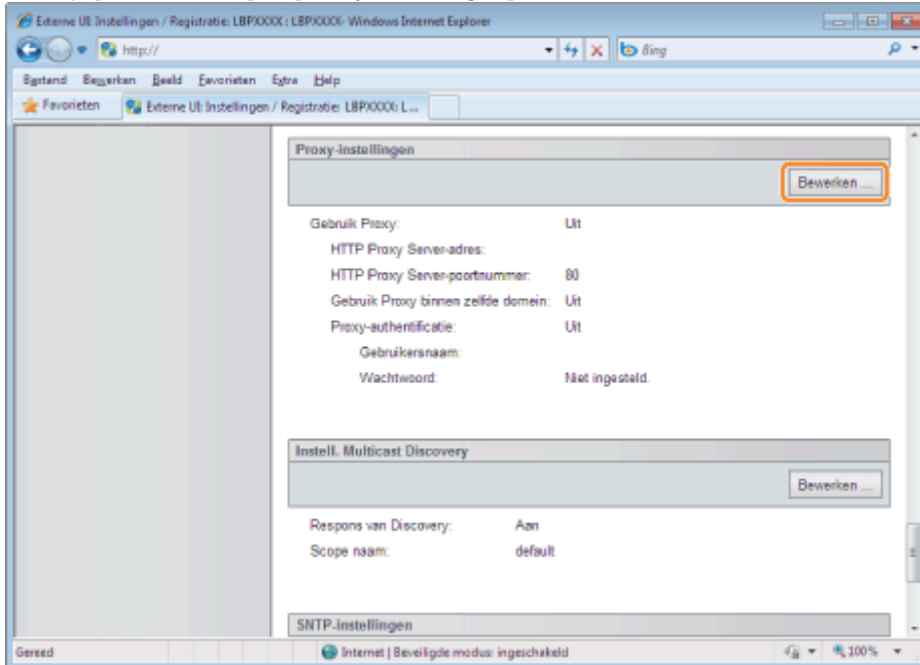 Externe UI: Instellingen / Registratie: LBPXXXX : LBPXXXX- Windows Internet Explorer
http://
Bing
Bestand Bewerken Beeld Favorieten Extra Help
Favorieten Externe UI: Instellingen / Registratie: LBPXXXX: L...
Proxy-instellingen
Bewerken ...
Gebruik Proxy: Uit
HTTP Proxy Server-adres:
HTTP Proxy Server-poortnummer: 80
Gebruik Proxy binnen zelfde domein: Uit
Proxy-authentificatie: Uit
Gebruikersnaam:
Wachtwoord: Niet ingesteld.
Instell. Multicast Discovery
Bewerken ...
Respons van Discovery: Aan
Scope naam: default
SNTP-instellingen
Gereed Internet | Beveiligde modus: ingeschakeld 100%